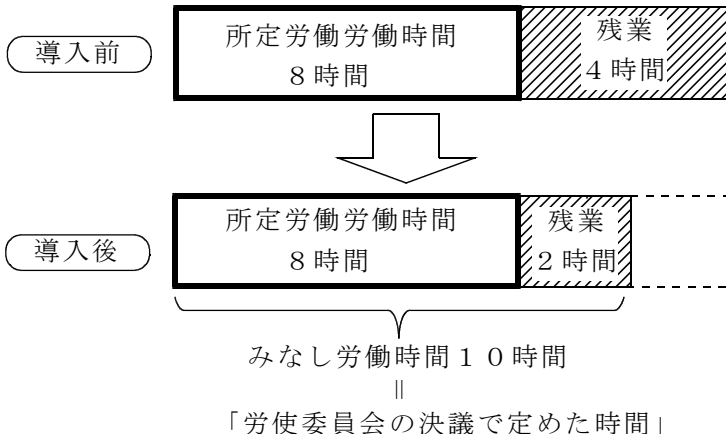 導入前
所定労働労働時間
８時間
残業
４時間
導入後
所定労働労働時間
８時間
残業
２時間
みなし労働時間１０時間
॥
「労使委員会の決議で定めた時間」